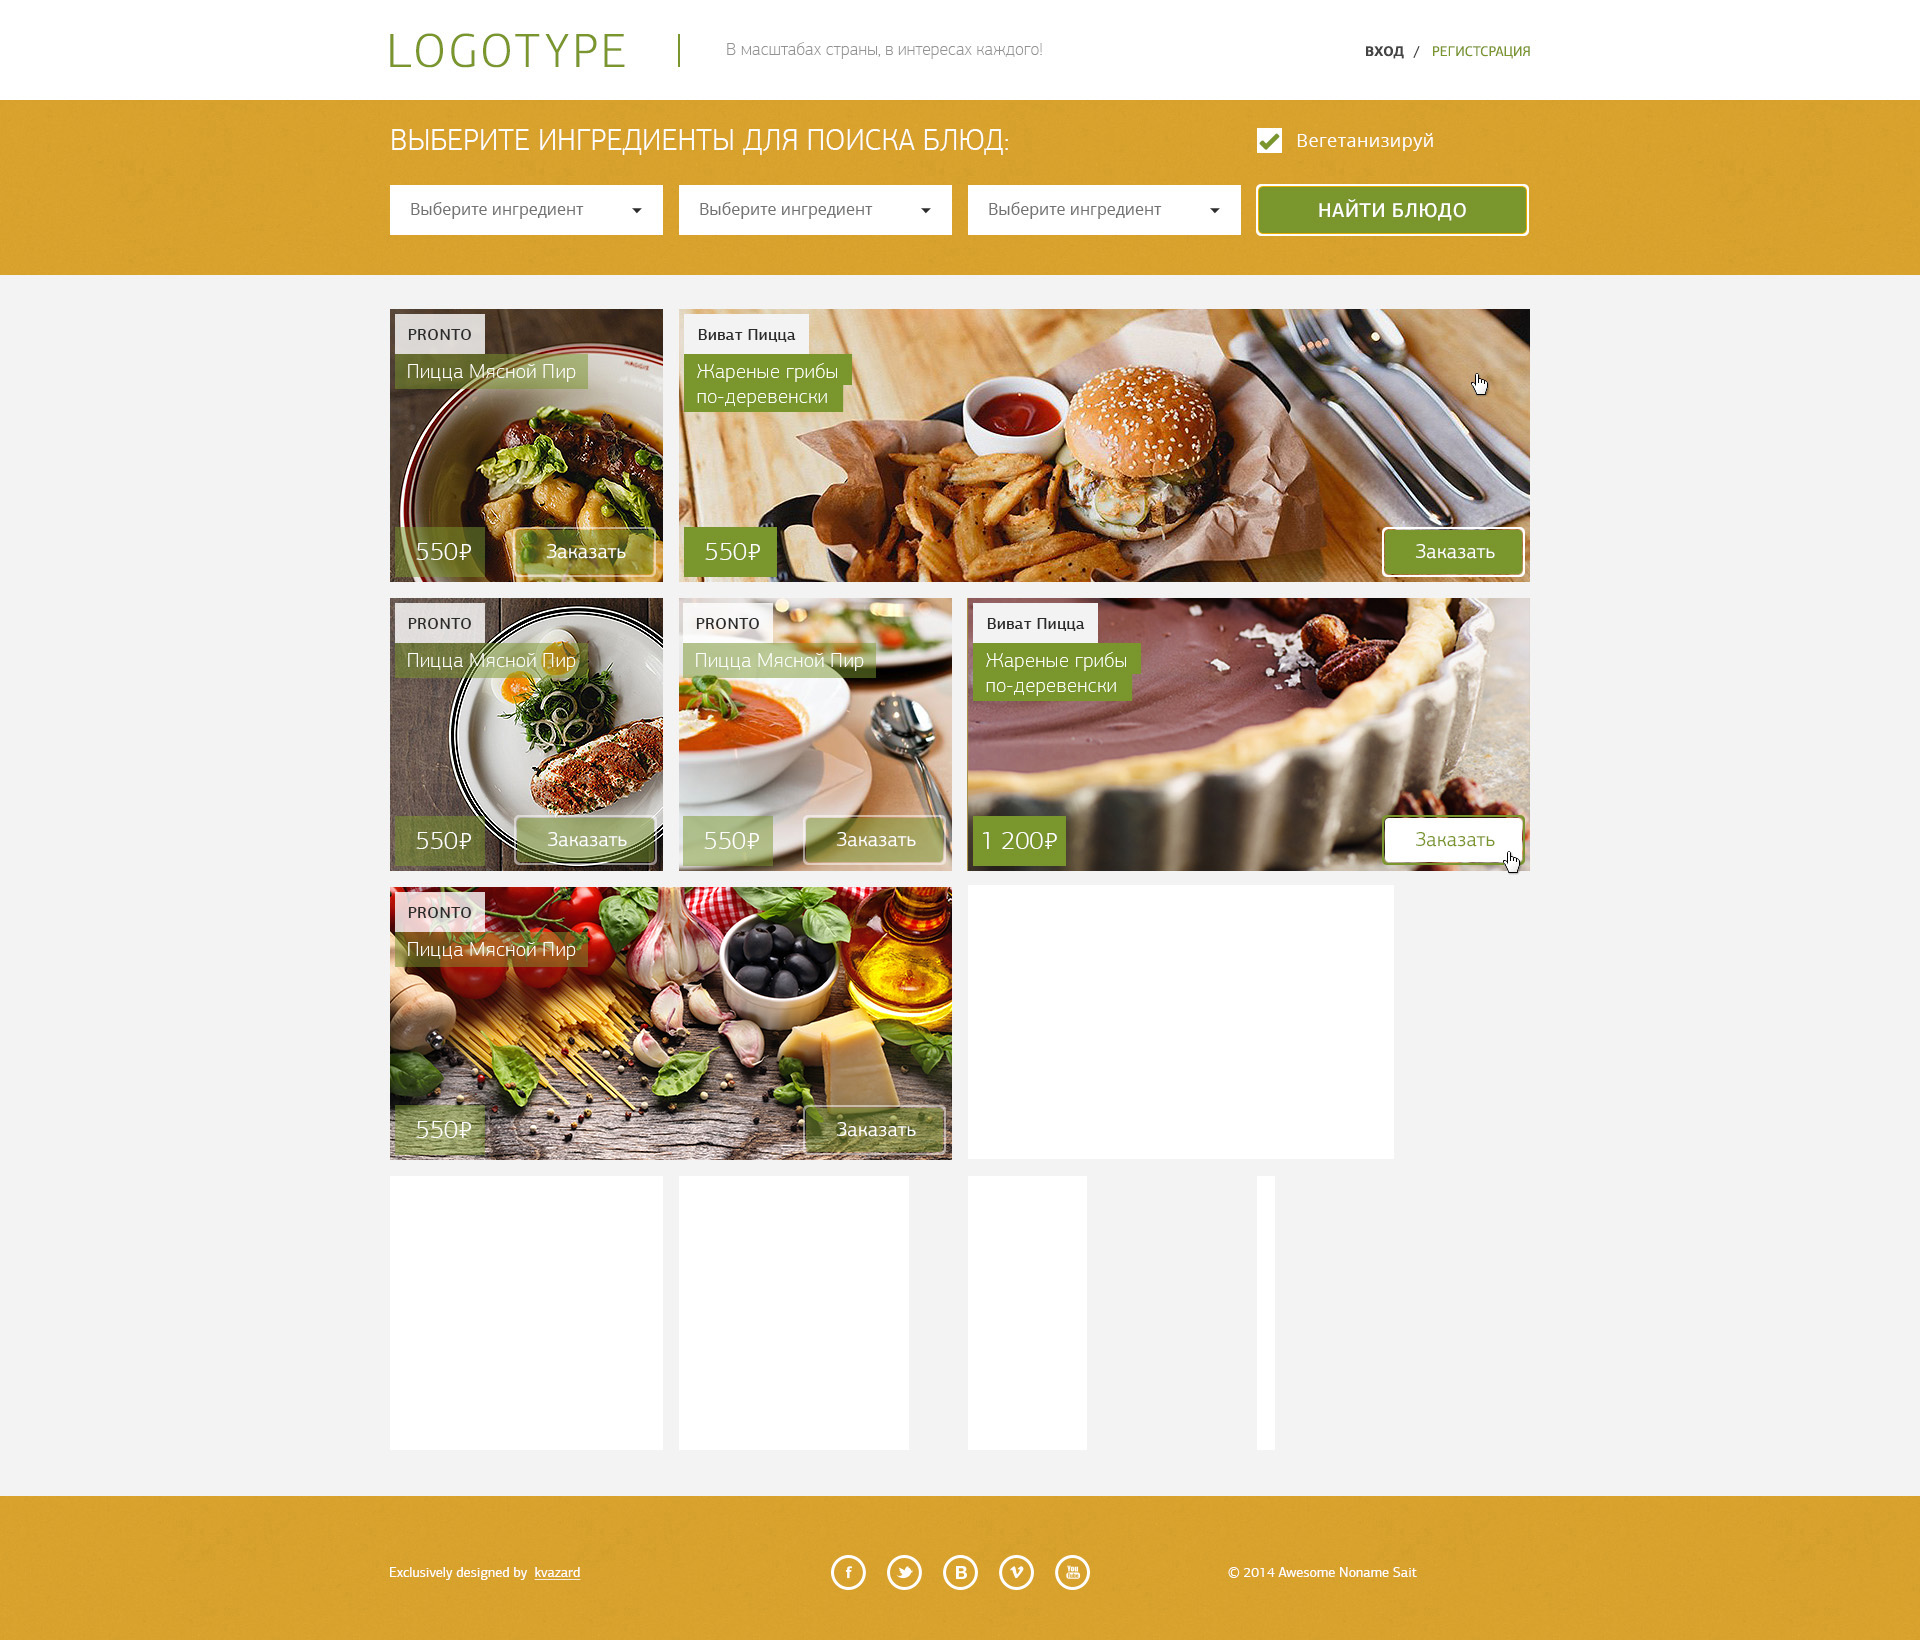 LOGOTYPE
В масштабах страны, в интересах каждого!
ВХОД / РЕГИСТСРАЦИЯ
ВЫБЕРИТЕ ИНГРЕДИЕНТЫ ДЛЯ ПОИСКА БЛЮД:
Вегетанизируй
Выберите ингредиент
Выберите ингредиент
Выберите ингредиент
НАЙТИ БЛЮДО
PRONTO
Пицца Мясной Пир
550₽
Заказать
Виват Пицца
Жареные грибы
по-деревенски
550₽
Заказать
PRONTO
Пицца Мясной Пир
550₽
Заказать
PRONTO
Пицца Мясной Пир
550₽
Заказать
Виват Пицца
Жареные грибы
по-деревенски
1 200₽
Заказать
PRONTO
Пицца Мясной Пир
550₽
Заказать
Exclusively designed by kvazard
© 2014 Awesome Noname Sait